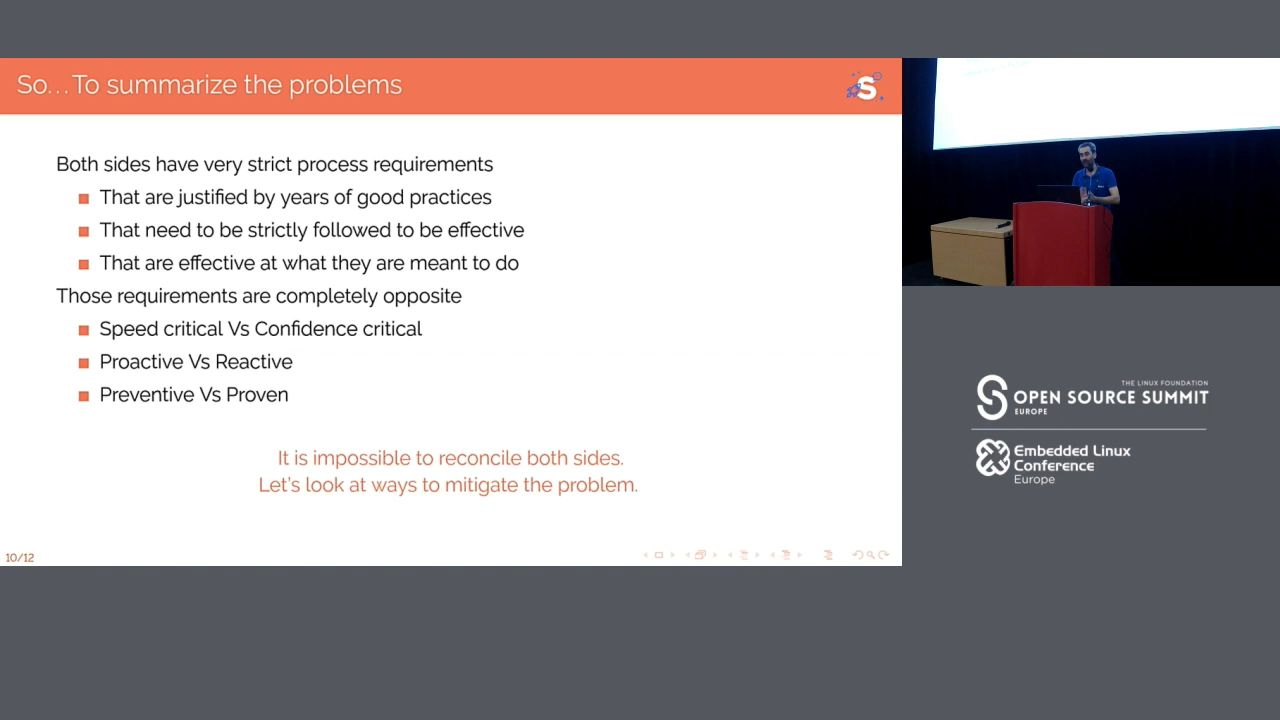 So...To summarize the problems
Both sides have very strict process requirements
That are justified by years of good practices
That need to be strictly followed to be effective
That are effective at what they are meant to do
Those requirements are completely opposite
Speed critical Vs Confidence critical
Proactive Vs Reactive
Preventive Vs Proven
It is impossible to reconcile both sides.
Let's look at ways to mitigate the problem.
10/12
S
THE LINUX FOUNDATION
OPEN SOURCE SUMMIT
EUROPE
Embedded Linux
Conference
Europe